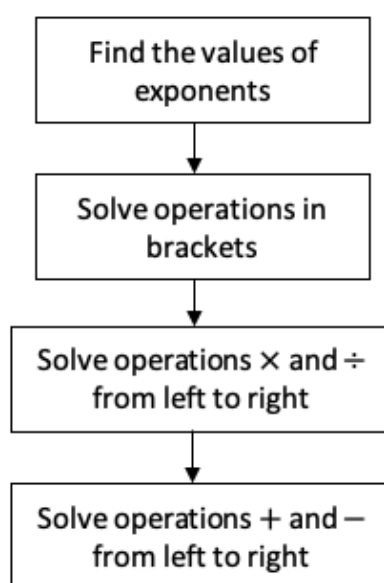 Find the values of
exponents
Solve operations in
brackets
Solve operations × and ÷
from left to right
Solve operations + and −
from left to right